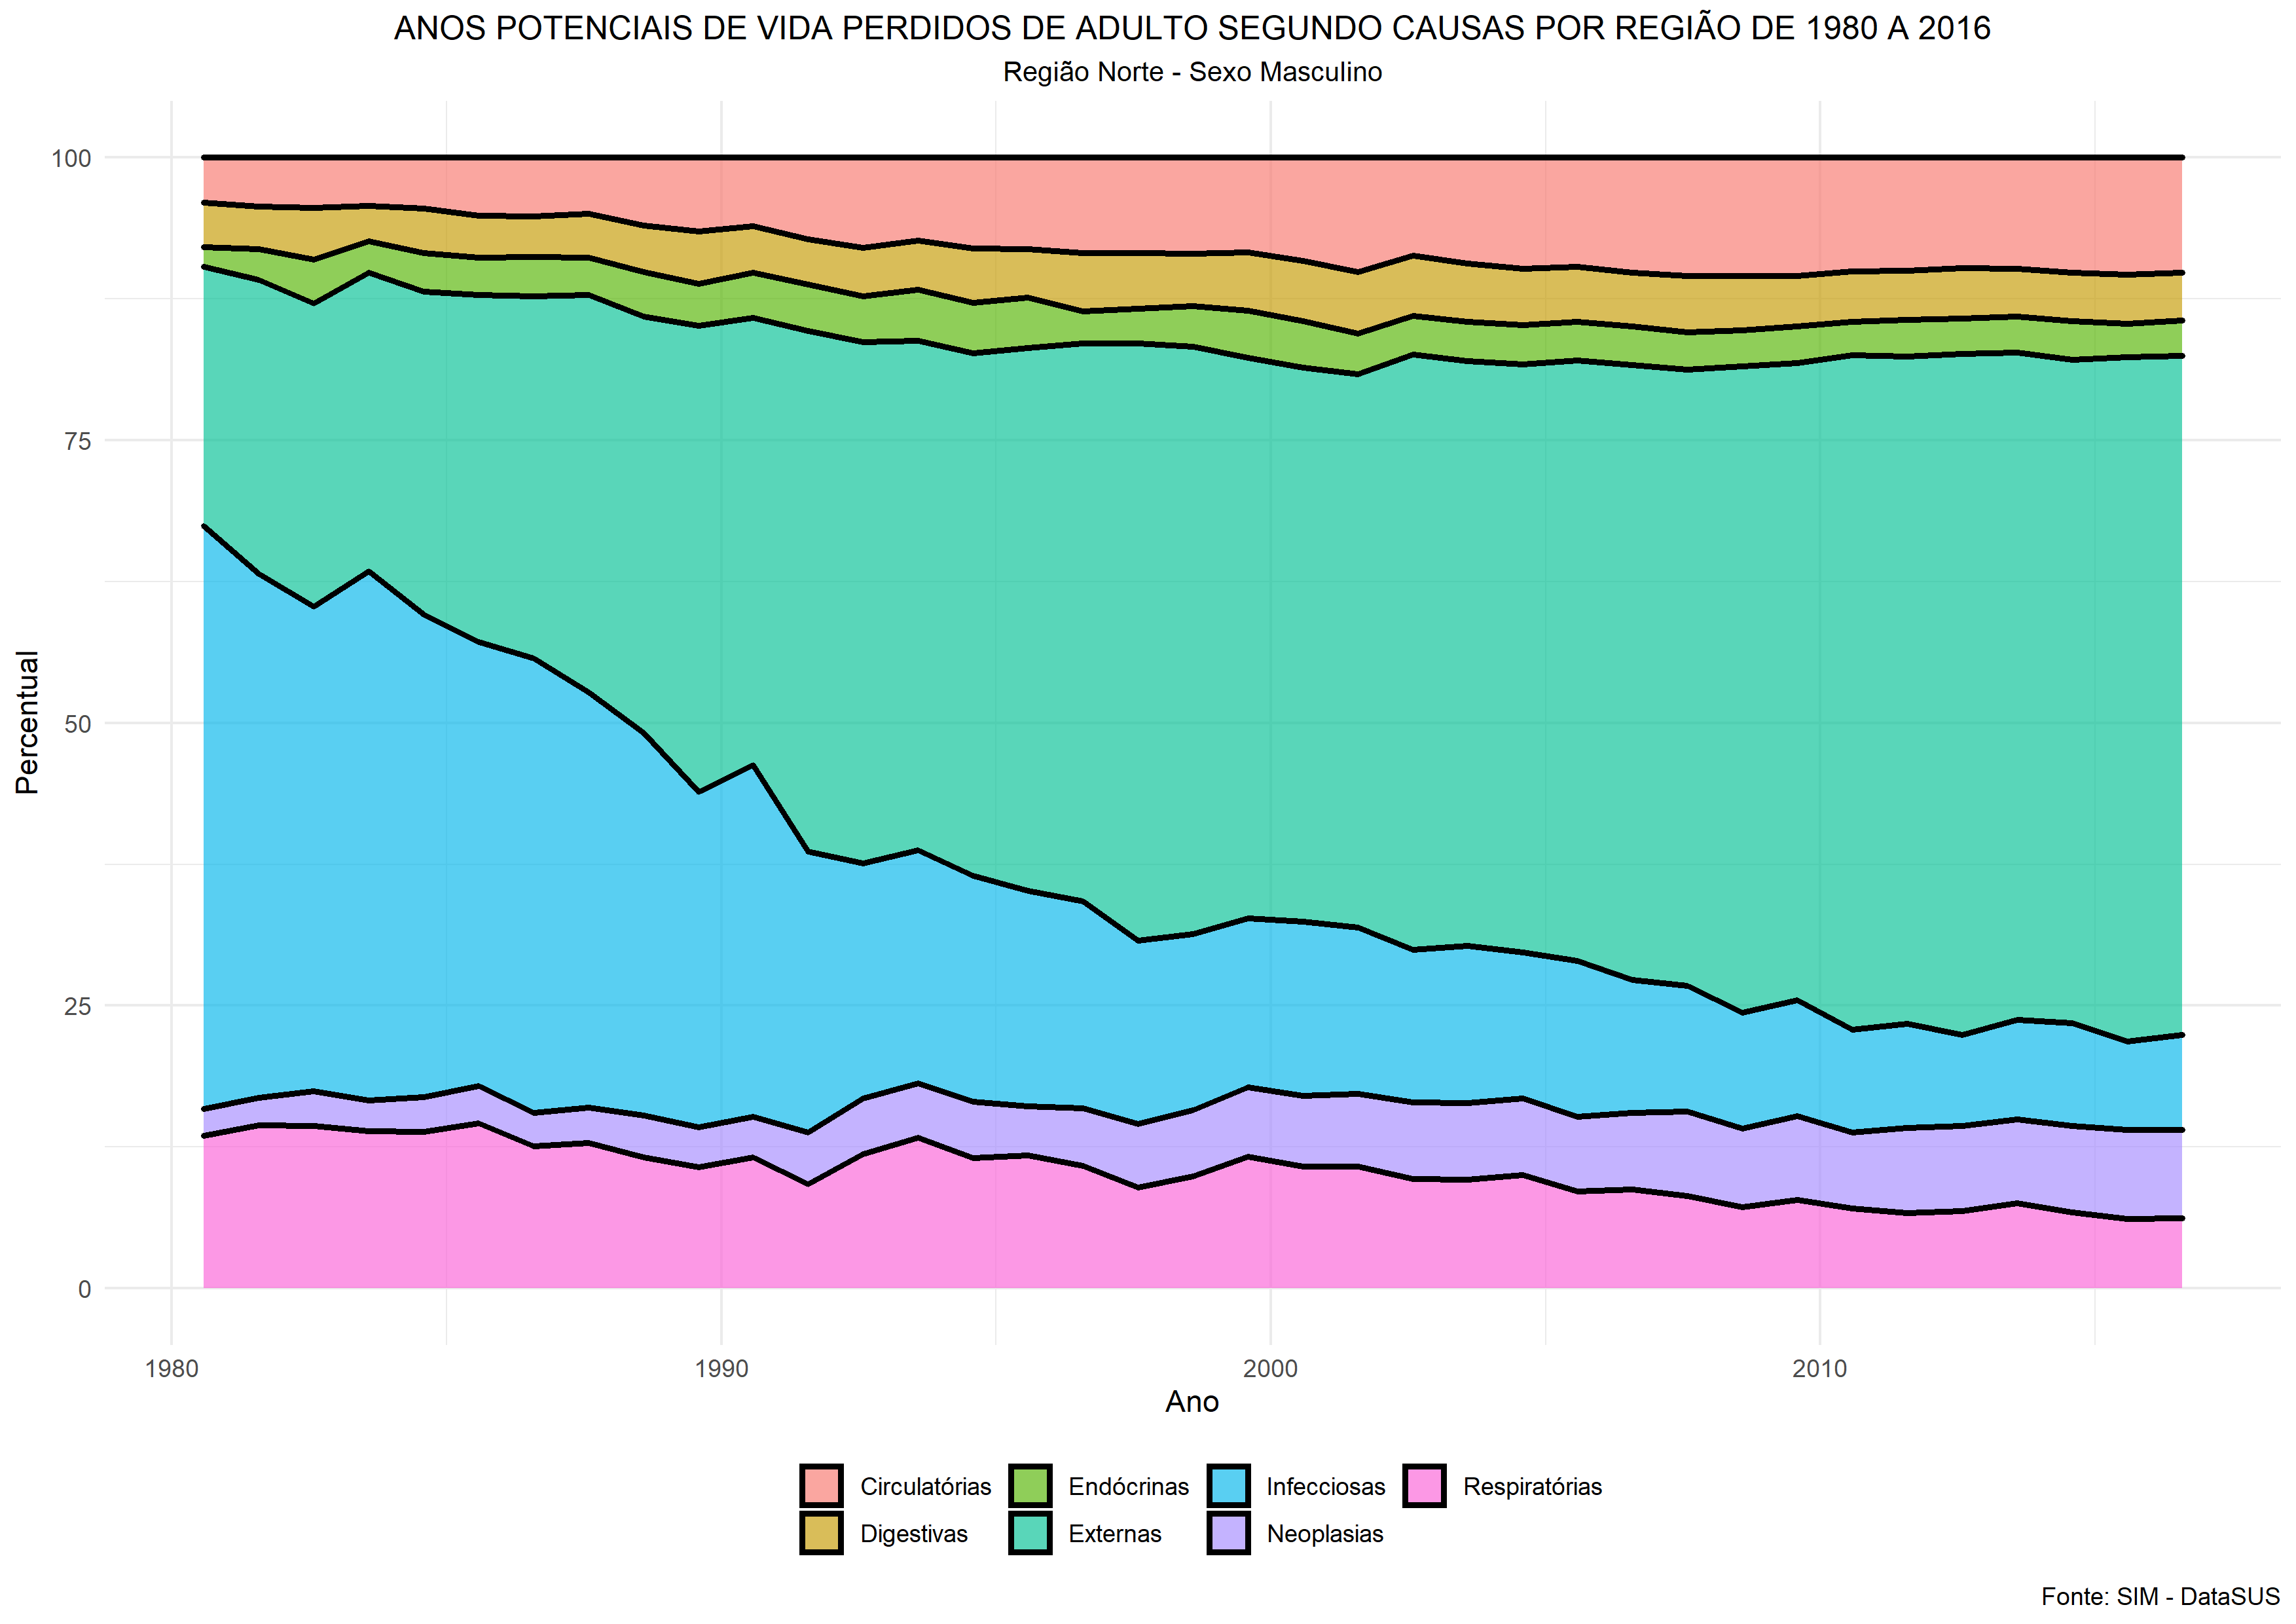 ANOS POTENCIAIS DE VIDA PERDIDOS DE ADULTO SEGUNDO CAUSAS POR REGIÃO DE 1980 A 2016
Região Norte - Sexo Masculino
100
75
50
25
0
Percentual
1980 1990 2000 2010
Ano
Circulatórias Endócrinas Infecciosas Respiratórias
Digestivas Externas Neoplasias
Fonte: SIM - DataSUS